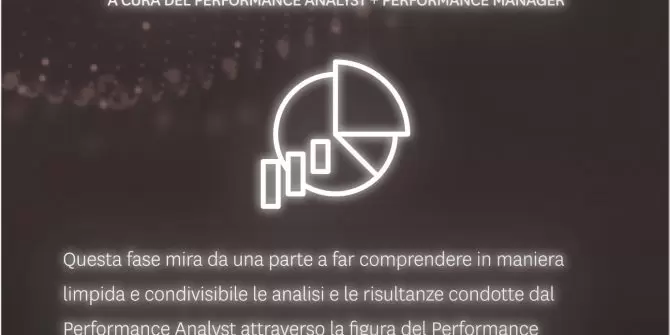 A CURA DEL PERFORMANCE ANALYST + PERFORMANCE MANAGER
Questa fase mira da una parte a far comprendere in maniera
limpida e condivisibile le analisi e le risultanze condotte dal
Performance Analyst attraverso la figura del Performance